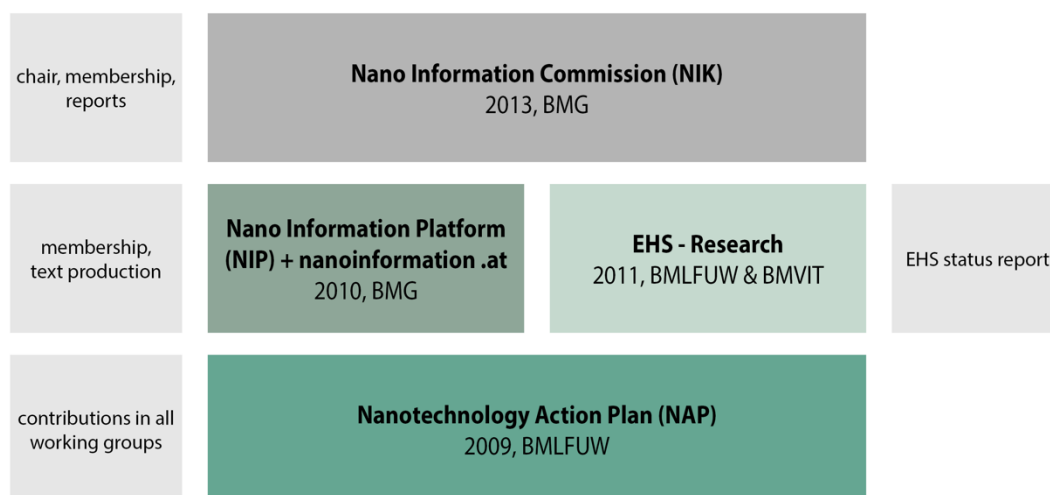 chair, membership,
reports
Nano Information Commission (NIK)
2013, BMG
membership,
text production
Nano Information Platform
(NIP) + nanoinformation .at
2010, BMG
EHS - Research
2011, BMLFUW & BMVIT
EHS status report
contributions in all
working groups
Nanotechnology Action Plan (NAP)
2009, BMLFUW